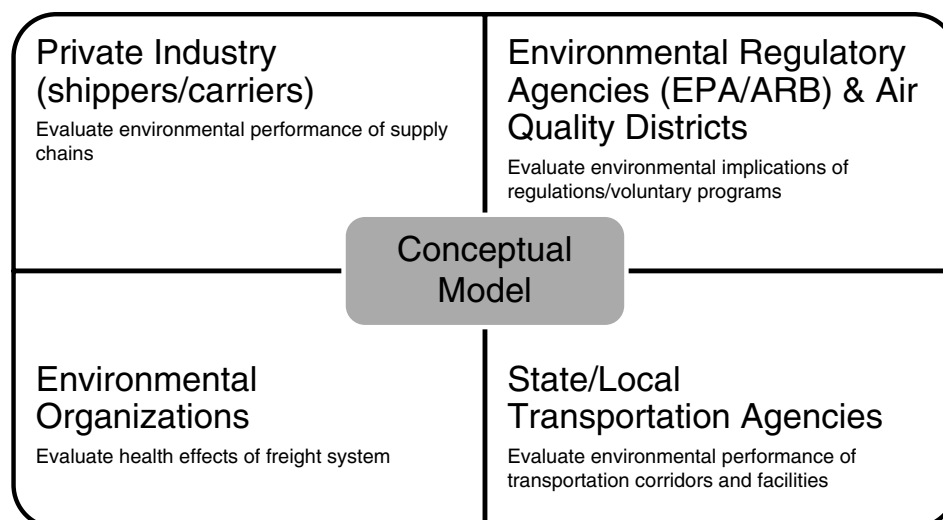 Private Industry
(shippers/carriers)
Evaluate environmental performance of supply
chains
Environmental Regulatory
Agencies (EPA/ARB) & Air
Quality Districts
Evaluate environmental implications of
regulations/voluntary programs
Conceptual
Model
Environmental
Organizations
Evaluate health effects of freight system
State/Local
Transportation Agencies
Evaluate environmental performance of
transportation corridors and facilities